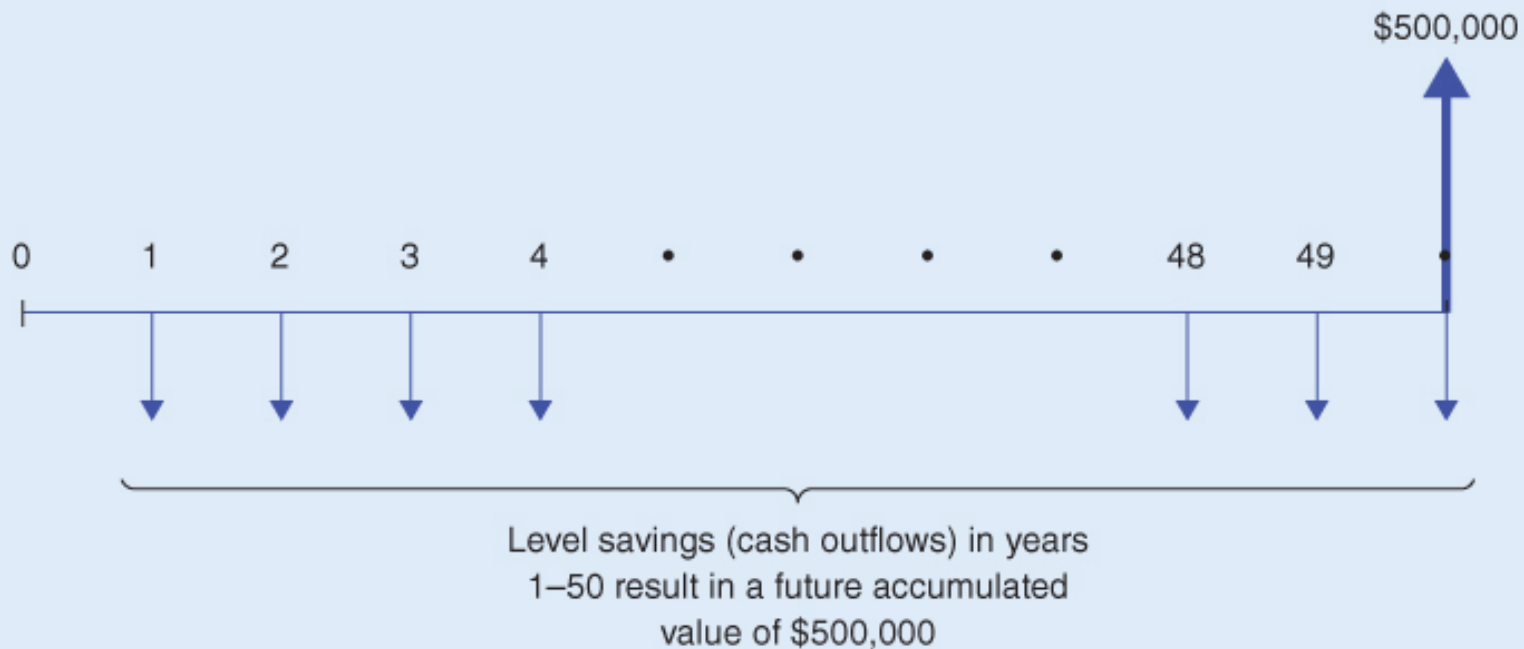 $500,000
0 1 2 3 4 • • • • 48 49 •
Level savings (cash outflows) in years
1–50 result in a future accumulated
value of $500,000